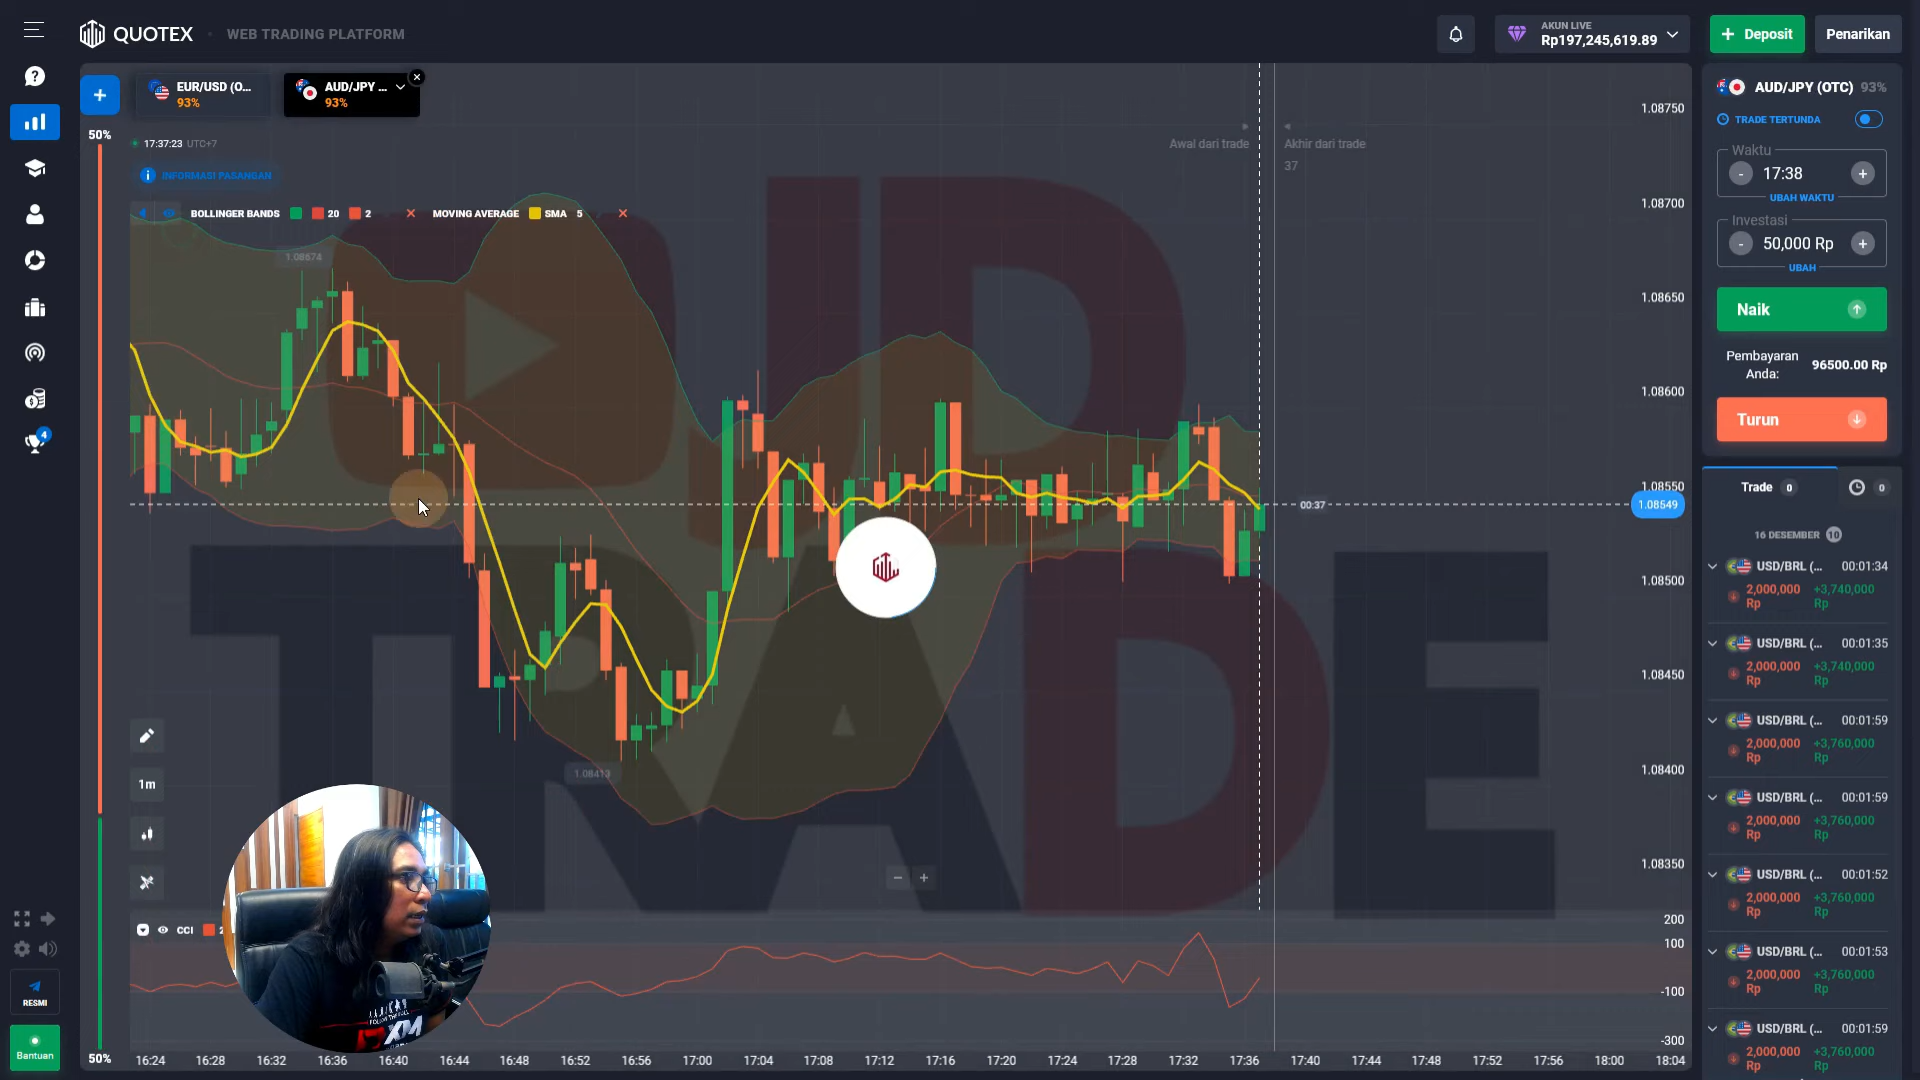 QUOTEX
WEB TRADING PLATFORM
AKUN LIVE
Rp197,245,619.89
+ Deposit
Penarikan
EUR/USD (O...
93%
AUD/JPY ...
93%
50%
17:37:23 UTC+7
INFORMASI PASANGAN
BOLLINGER BANDS 20 2
MOVING AVERAGE SMA 5
Awal dari trade
Akhir dari trade
37
1.08674
1.08413
00:37
1.08750
1.08700
1.08650
1.08600
1.08550
1.08549
1.08500
1.08450
1.08400
1.08350
TRADE
1m
CCI
200
100
-100
-300
50%
16:24 16:28 16:32 16:36 16:40 16:44 16:48 16:52 16:56 17:00 17:04 17:08 17:12 17:16 17:20 17:24 17:28 17:32 17:36 17:40 17:44 17:48 17:52 17:56 18:00 18:04
4
RESMI
Bantuan
AUD/JPY (OTC) 93%
TRADE TERTUNDA
Waktu
- 17:38 +
UBAH WAKTU
Investasi
- 50,000 Rp +
UBAH
Naik
Pembayaran
Anda:
96500.00 Rp
Turun
Trade 0
0
16 DESEMBER 10
USD/BRL (... 00:01:34
2,000,000 +3,740,000
Rp Rp
USD/BRL (... 00:01:35
2,000,000 +3,740,000
Rp Rp
USD/BRL (... 00:01:59
2,000,000 +3,760,000
Rp Rp
USD/BRL (... 00:01:59
2,000,000 +3,760,000
Rp Rp
USD/BRL (... 00:01:52
2,000,000 +3,760,000
Rp Rp
USD/BRL (... 00:01:53
2,000,000 +3,760,000
Rp Rp
USD/BRL (... 00:01:59
2,000,000 +3,760,000
Rp Rp